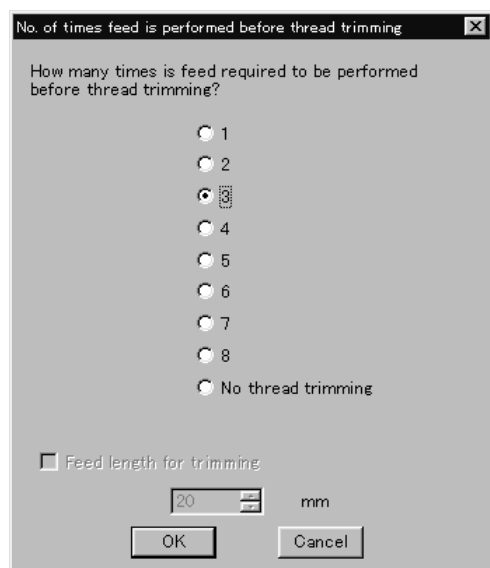 No. of times feed is performed before thread trimming
How many times is feed required to be performed
before thread trimming?
1
2
3
4
5
6
7
8
No thread trimming
Feed length for trimming
20 mm
OK Cancel